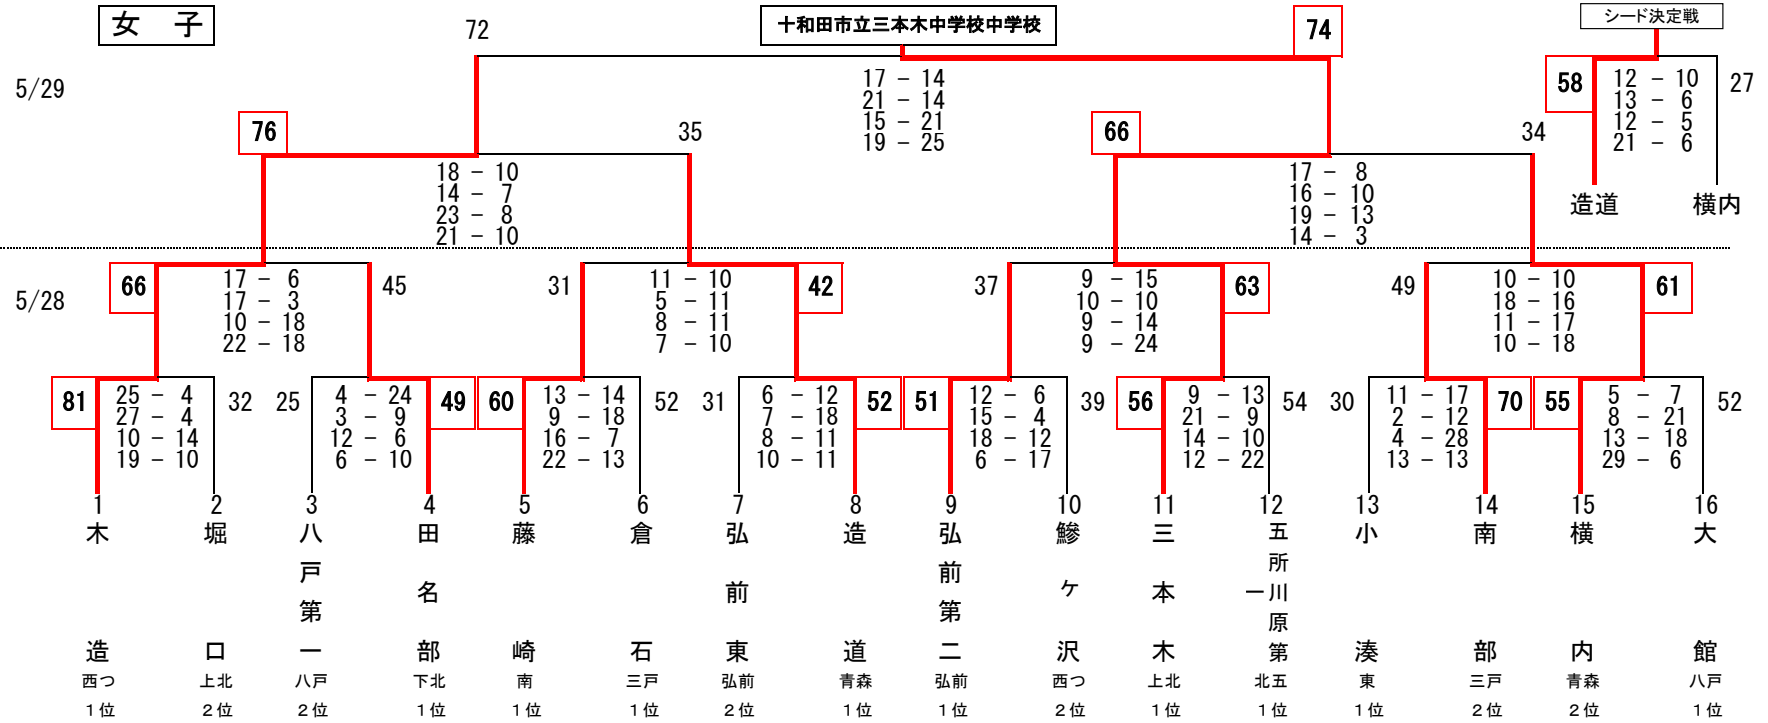 女 子
72
十和田市立三本木中学校中学校
74
シード決定戦
5/29
17 - 14
21 - 14
15 - 21
19 - 25
58
12 - 10
13 - 6
12 - 5
21 - 6
27
造道
横内
76
35
18 - 10
14 - 7
23 - 8
21 - 10
66
34
17 - 8
16 - 10
19 - 13
14 - 3
5/28
66
17 - 6
17 - 3
10 - 18
22 - 18
45
31
11 - 10
5 - 11
8 - 11
7 - 10
42
37
9 - 15
10 - 10
9 - 14
9 - 24
63
49
10 - 10
18 - 16
11 - 17
10 - 18
61
81
25 - 4
27 - 4
10 - 14
19 - 10
32
25
4 - 24
3 - 9
12 - 6
6 - 10
49
60
13 - 14
9 - 18
16 - 7
22 - 13
52
31
6 - 12
7 - 18
8 - 11
10 - 11
52
51
12 - 6
15 - 4
18 - 12
6 - 17
39
56
9 - 13
21 - 9
14 - 10
12 - 22
54
30
11 - 17
2 - 12
4 - 28
13 - 13
70
55
5 - 7
8 - 21
13 - 18
29 - 6
52
1
木造
西つ
1位
2
堀口
上北
2位
3
八戸第一
八戸
2位
4
田名部
下北
1位
5
藤崎
南
1位
6
倉石
三戸
1位
7
弘前東
弘前
2位
8
造道
青森
1位
9
弘前第二
弘前
1位
10
鰺ヶ沢
西つ
2位
11
三本木
上北
1位
12
五所川原第一
北五
1位
13
小湊
東
1位
14
南部
三戸
2位
15
横内
青森
2位
16
大館
八戸
1位